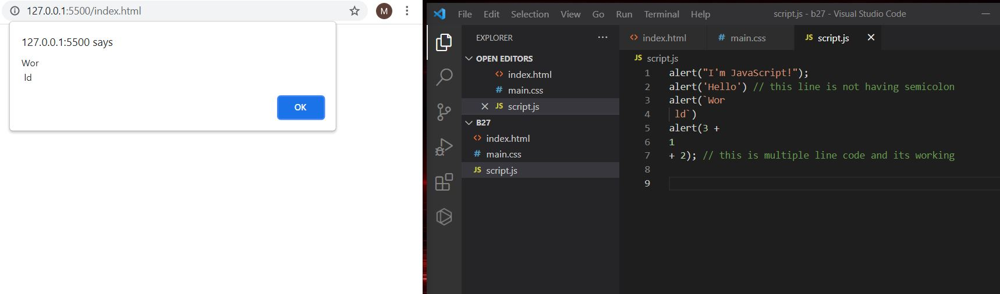 127.0.0.1:5500/index.html
M
127.0.0.1:5500 says
Wor
ld
OK
File Edit Selection View Go Run Terminal Help
script.js - b27 - Visual Studio Code
EXPLORER ...
OPEN EDITORS
<> index.html
# main.css
× JS script.js
B27
<> index.html
# main.css
JS script.js
<> index.html # main.css JS script.js ×
JS script.js
1 alert("I'm JavaScript!");
2 alert('Hello') // this line is not having semicolon
3 alert(`Wor
4 ld`)
5 alert(3 +
6 1
7 + 2); // this is multiple line code and its working
8
9